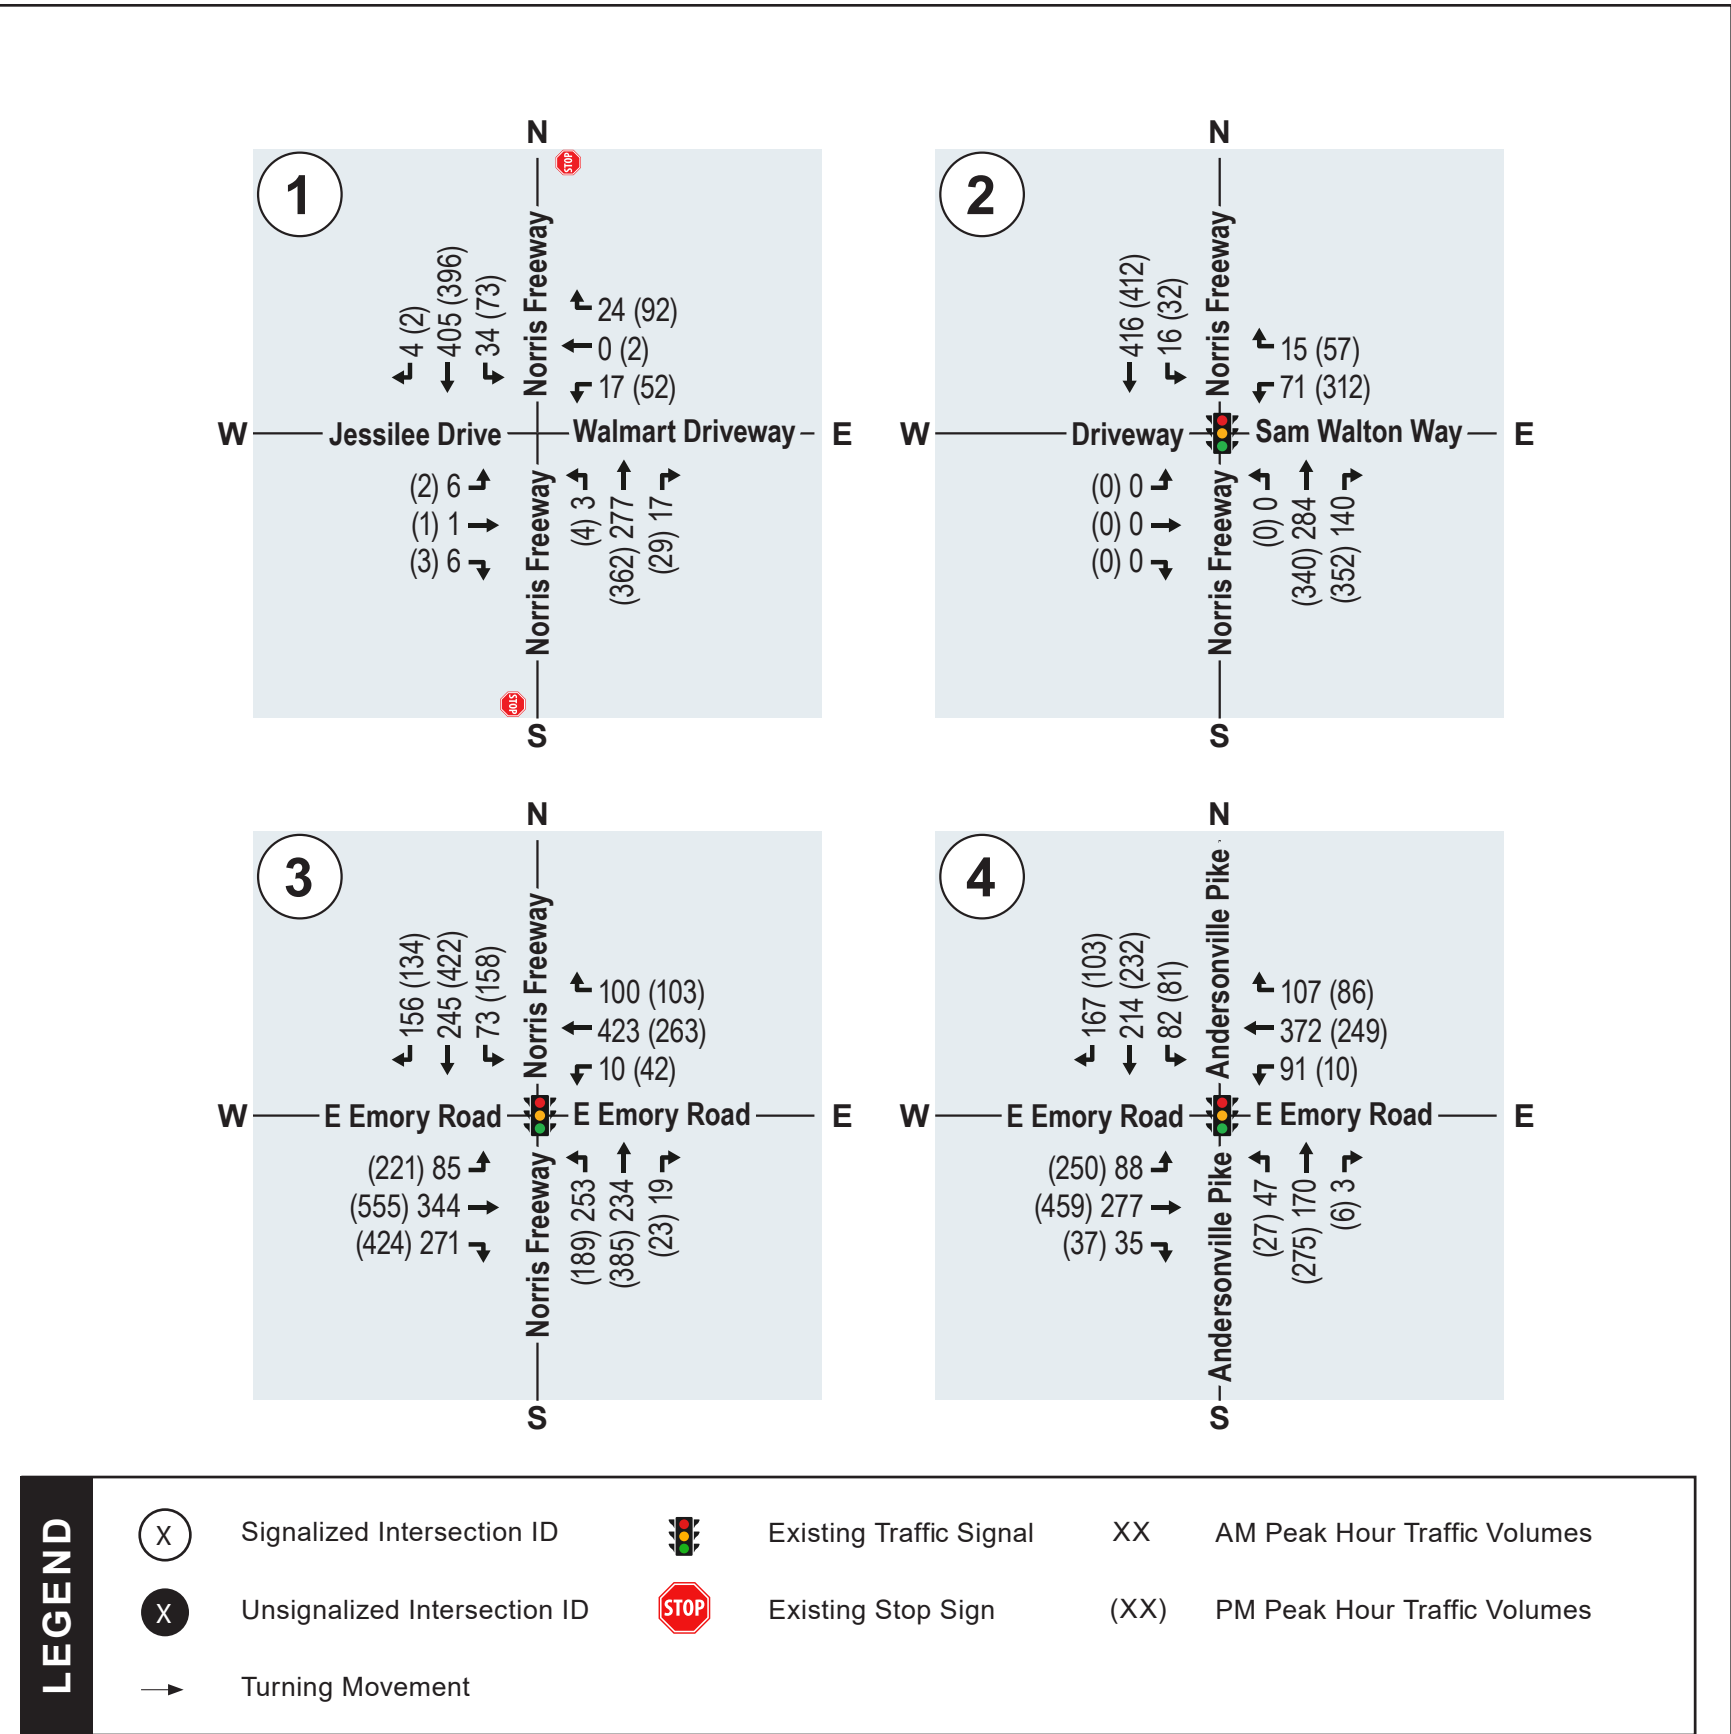 N
1
STOP
4 (2)
405 (396)
34 (73)
Norris Freeway
24 (92)
0 (2)
17 (52)
W
Jessilee Drive
Walmart Driveway
E
(2) 6
(1) 1
(3) 6
Norris Freeway
(4) 3
(362) 277
(29) 17
STOP
S
N
2
416 (412)
16 (32)
Norris Freeway
15 (57)
71 (312)
W
Driveway
Sam Walton Way
E
(0) 0
(0) 0
(0) 0
Norris Freeway
(0) 0
(340) 284
(352) 140
S
N
3
156 (134)
245 (422)
73 (158)
Norris Freeway
100 (103)
423 (263)
10 (42)
W
E Emory Road
E Emory Road
E
(221) 85
(555) 344
(424) 271
Norris Freeway
(189) 253
(385) 234
(23) 19
S
N
4
167 (103)
214 (232)
82 (81)
Andersonville Pike
107 (86)
372 (249)
91 (10)
W
E Emory Road
E Emory Road
E
(250) 88
(459) 277
(37) 35
Andersonville Pike
(27) 47
(275) 170
(6) 3
S
LEGEND
X Signalized Intersection ID
Existing Traffic Signal
XX AM Peak Hour Traffic Volumes
X Unsignalized Intersection ID
STOP Existing Stop Sign
(XX) PM Peak Hour Traffic Volumes
Turning Movement